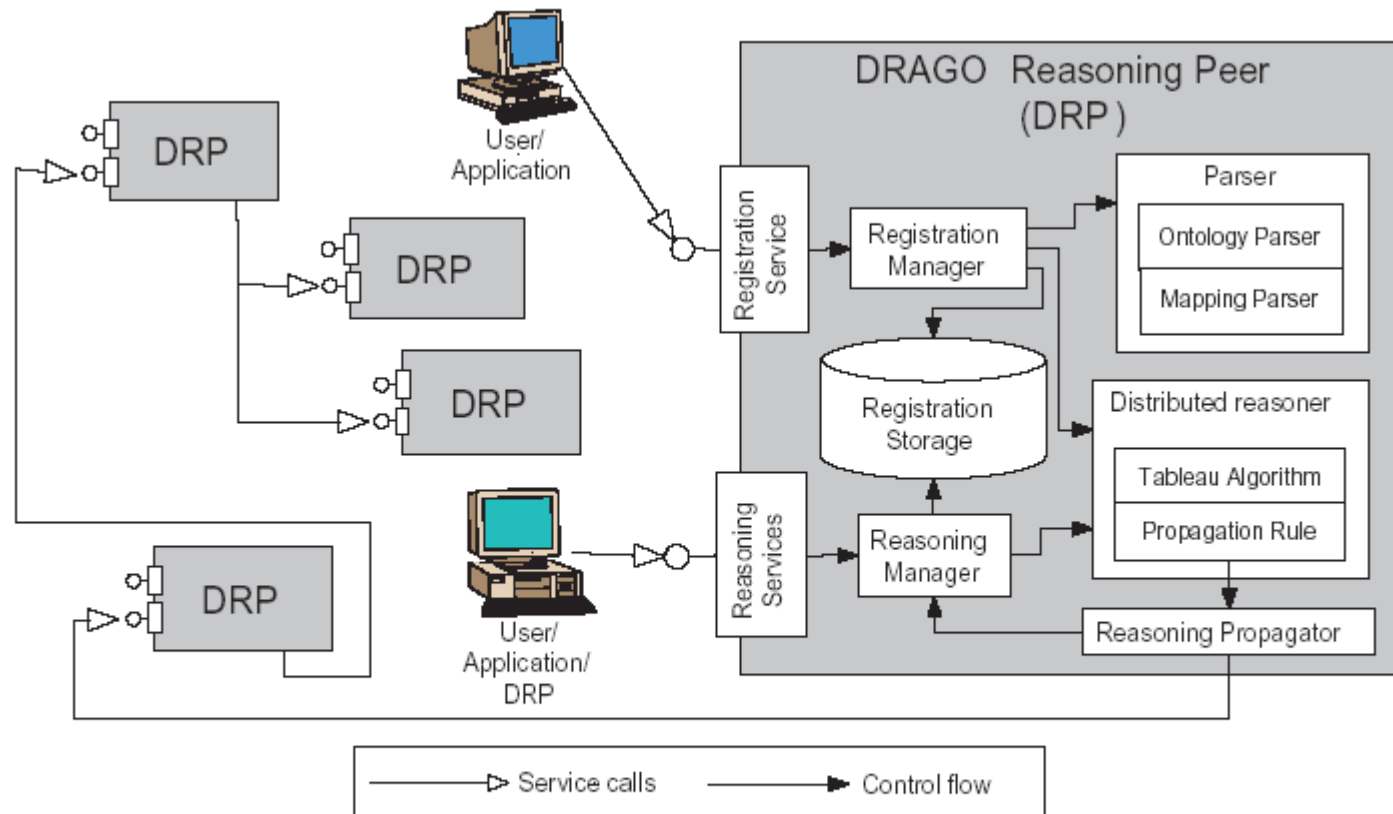 DRAGO Reasoning Peer
(DRP)
DRP
User/
Application
Parser
Registration
Service
Registration
Manager
Ontology Parser
Mapping Parser
DRP
DRP
Registration
Storage
Distributed reasoner
Tableau Algorithm
Propagation Rule
Reasoning
Services
Reasoning
Manager
DRP
User/
Application/
DRP
Reasoning Propagator
Service calls
Control flow